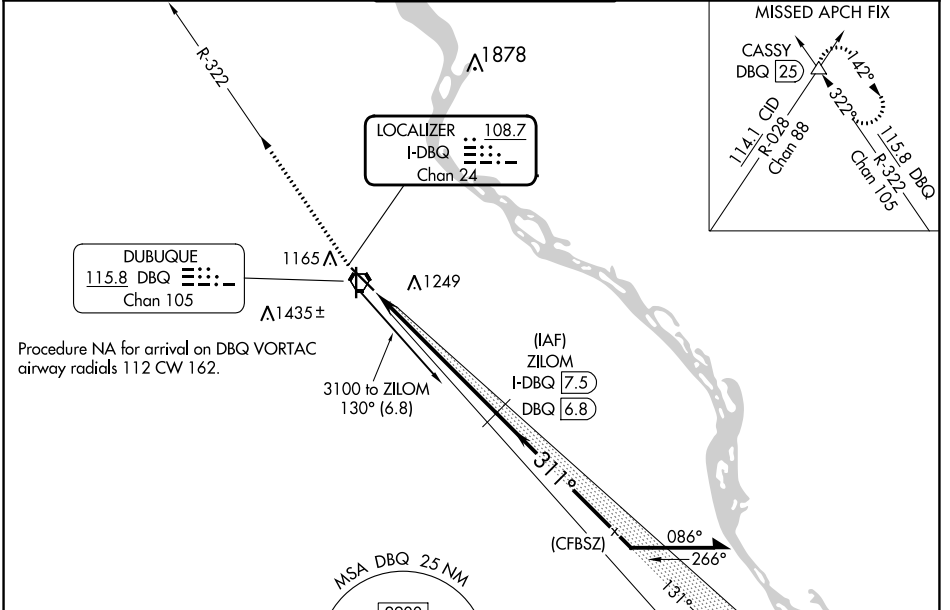 MISSED APCH FIX
CASSY
DBQ 25
142°
322°
114.1 CID
R-028
Chan 88
115.8 DBQ
R-322
Chan 105
R-322
1878
LOCALIZER 108.7
I-DBQ
Chan 24
DUBUQUE
115.8 DBQ
Chan 105
1165
1249
1435±
Procedure NA for arrival on DBQ VORTAC
airway radials 112 CW 162.
3100 to ZILOM
130° (6.8)
(IAF)
ZILOM
I-DBQ 7.5
DBQ 6.8
311°
(CFBSZ)
086°
266°
131°
MSA DBQ 25 NM